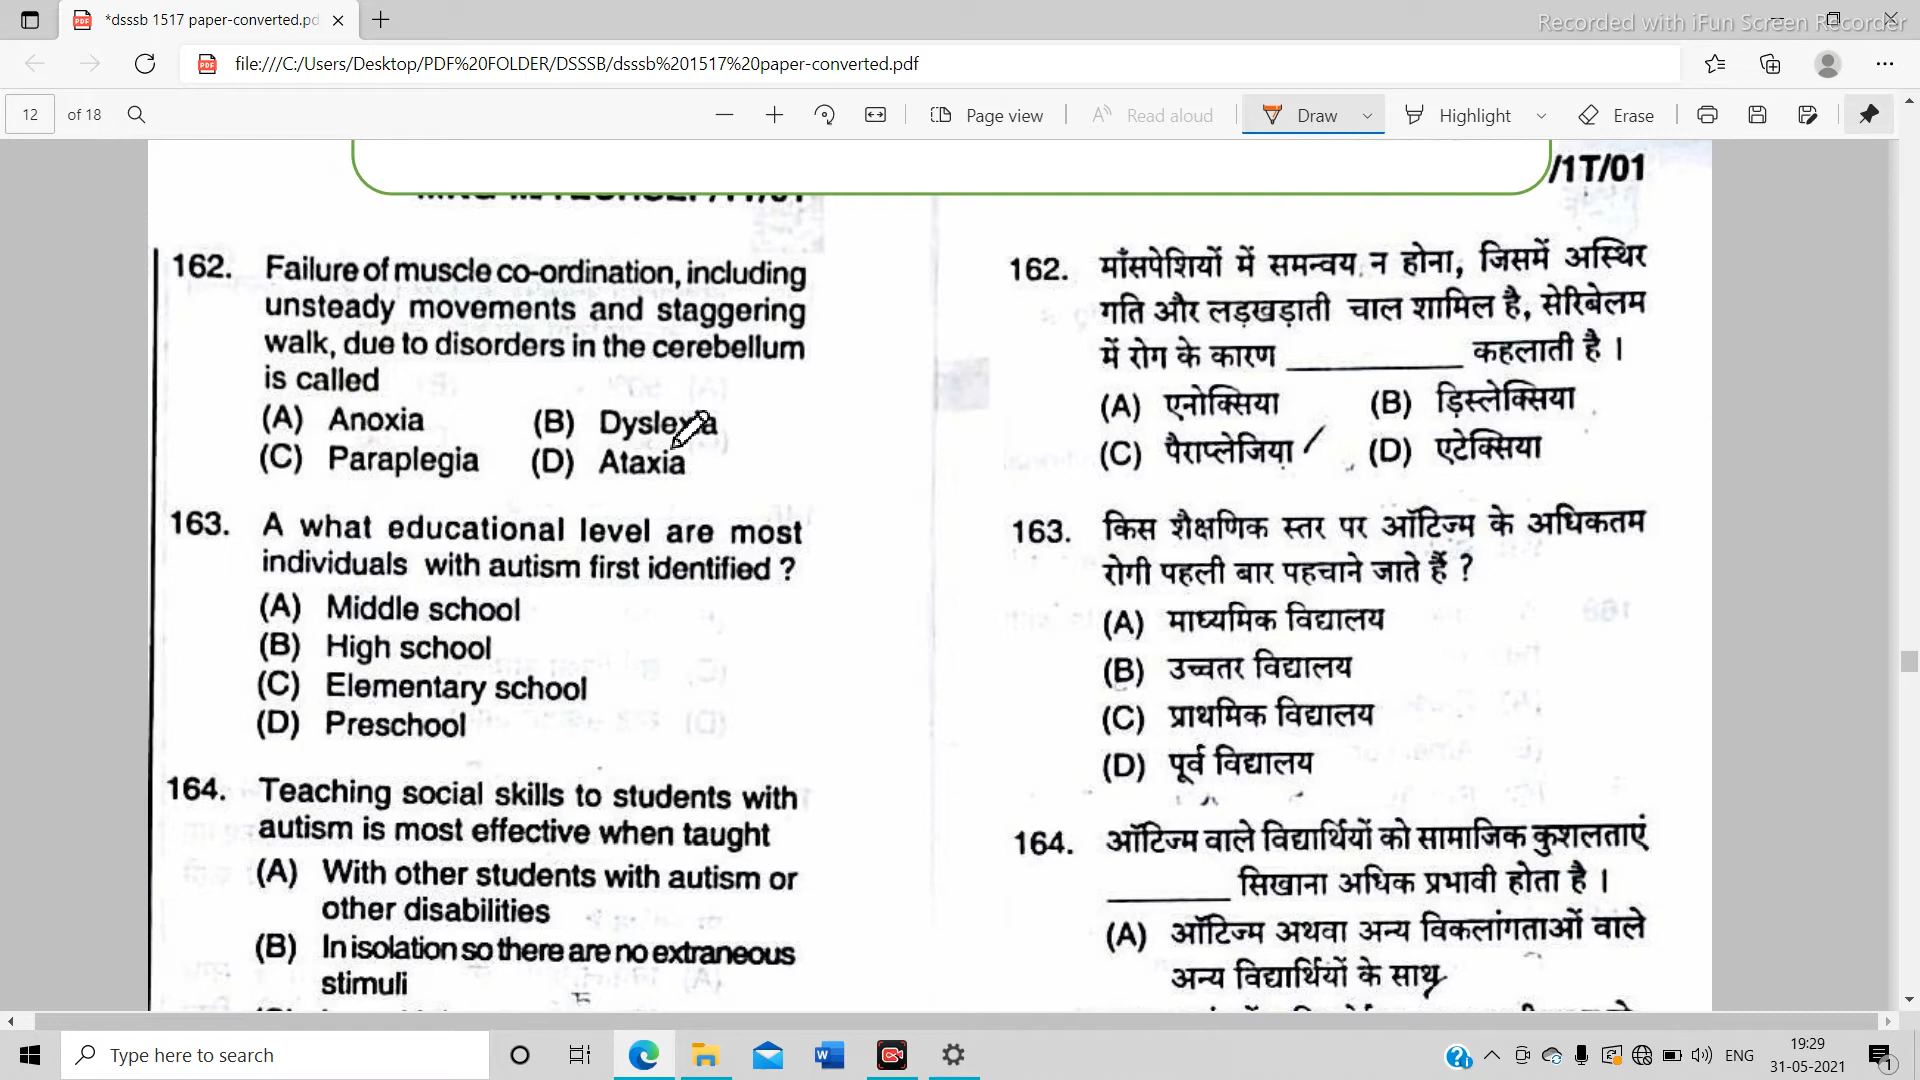 *dsssb 1517 paper-converted.pd
Recorded with iFun Screen Recorder
file:///C:/Users/Desktop/PDF%20FOLDER/DSSSB/dsssb%201517%20paper-converted.pdf
12 of 18
Page view
Read aloud
Draw
Highlight
Erase
/1T/01
162. Failure of muscle co-ordination, including
unsteady movements and staggering
walk, due to disorders in the cerebellum
is called
(A) Anoxia (B) Dyslexia
(C) Paraplegia (D) Ataxia
163. A what educational level are most
individuals with autism first identified ?
(A) Middle school
(B) High school
(C) Elementary school
(D) Preschool
164. Teaching social skills to students with
autism is most effective when taught
(A) With other students with autism or
other disabilities
(B) In isolation so there are no extraneous
stimuli
162. माँसपेशियों में समन्वय न होना, जिसमें अस्थिर
गति और लड़खड़ाती चाल शामिल है, सेरिबेलम
में रोग के कारण __________ कहलाती है ।
(A) एनोक्सिया (B) ड़िस्लेक्सिया
(C) पैराप्लेजिया (D) एटेक्सिया
163. किस शैक्षणिक स्तर पर ऑटिज्म के अधिकतम
रोगी पहली बार पहचाने जाते हैं ?
(A) माध्यमिक विद्यालय
(B) उच्चतर विद्यालय
(C) प्राथमिक विद्यालय
(D) पूर्व विद्यालय
164. ऑटिज्म वाले विद्यार्थियों को सामाजिक कुशलताएं
_______ सिखाना अधिक प्रभावी होता है ।
(A) ऑटिज्म अथवा अन्य विकलांगताओं वाले
अन्य विद्यार्थियों के साथ
Type here to search
ENG
19:29
31-05-2021
1